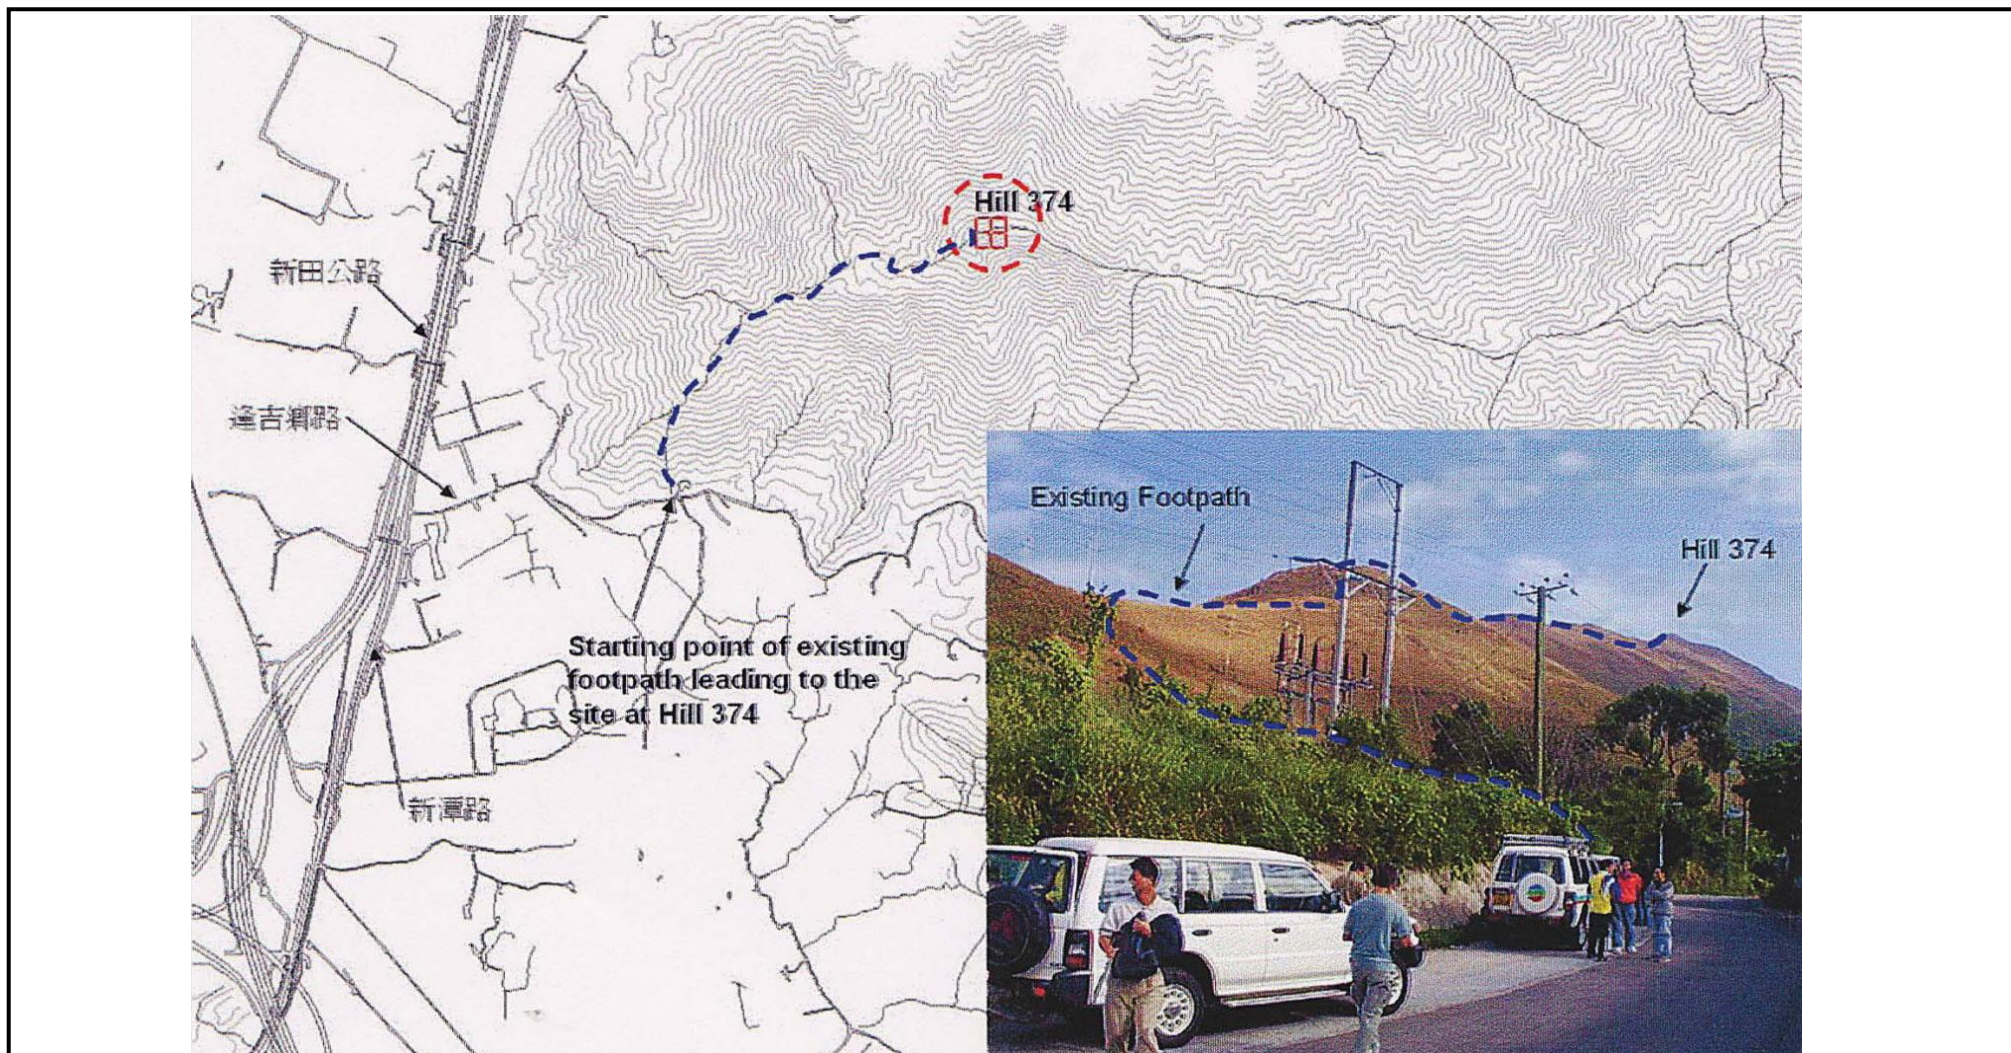 Hill 374
新田公路
逢吉鄉路
Existing Footpath
Hill 374
Starting point of existing
footpath leading to the
site at Hill 374
新潭路